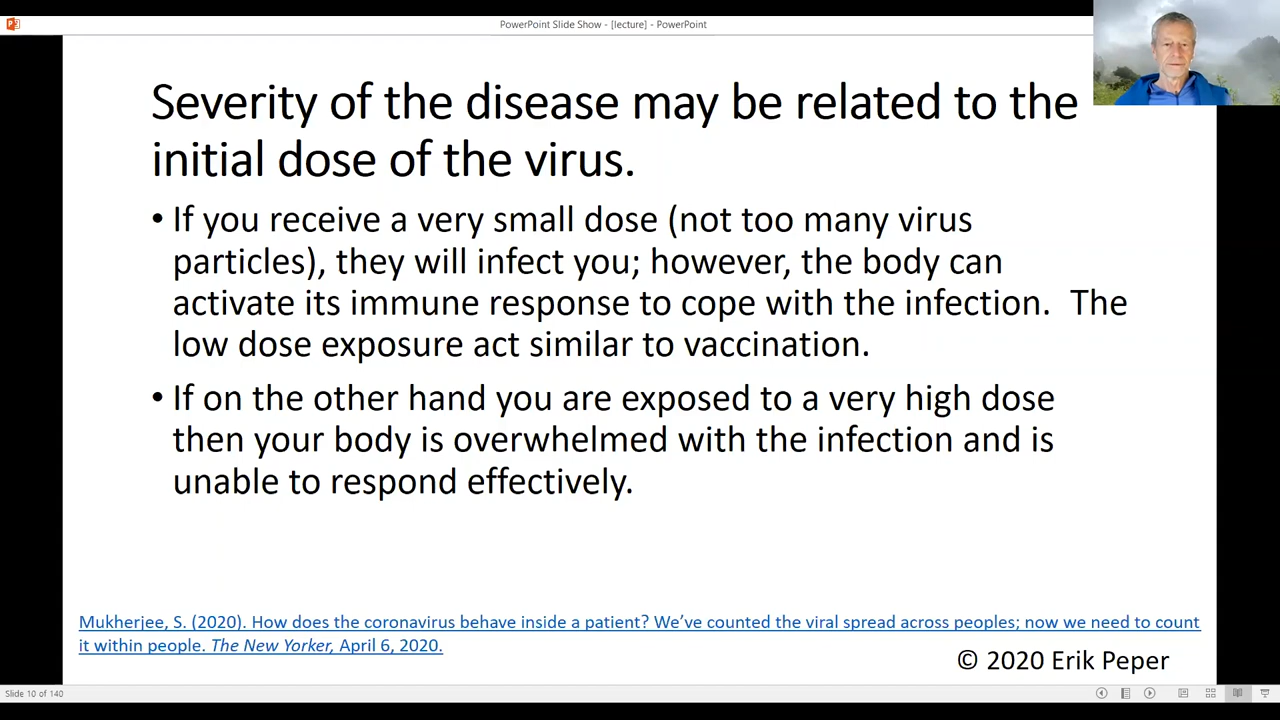 PowerPoint Slide Show - [lecture] - PowerPoint
Severity of the disease may be related to the
initial dose of the virus.
• If you receive a very small dose (not too many virus
particles), they will infect you; however, the body can
activate its immune response to cope with the infection.  The
low dose exposure act similar to vaccination.
• If on the other hand you are exposed to a very high dose
then your body is overwhelmed with the infection and is
unable to respond effectively.
Mukherjee, S. (2020). How does the coronavirus behave inside a patient? We’ve counted the viral spread across peoples; now we need to count
it within people. The New Yorker, April 6, 2020.
© 2020 Erik Peper
Slide 10 of 140